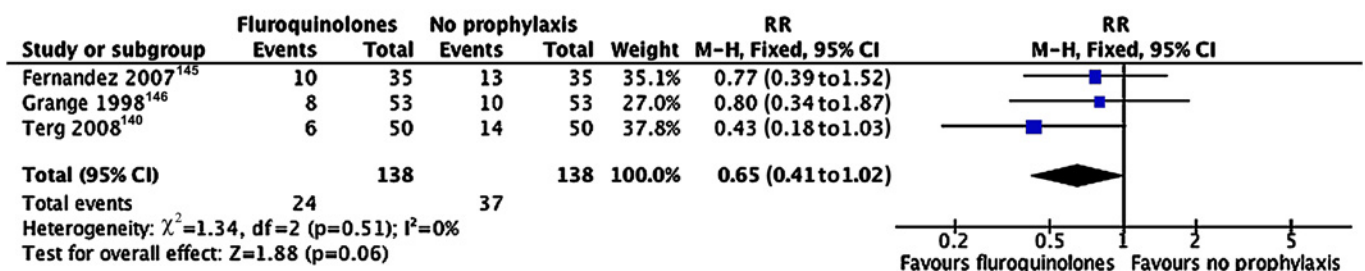 Fluroquinolones No prophylaxis RR RR
Study or subgroup Events Total Events Total Weight M-H, Fixed, 95% CI M-H, Fixed, 95% CI
Fernandez 2007¹⁴⁵ 10 35 13 35 35.1% 0.77 (0.39 to 1.52)
Grange 1998¹⁴⁶ 8 53 10 53 27.0% 0.80 (0.34 to 1.87)
Terg 2008¹⁴⁰ 6 50 14 50 37.8% 0.43 (0.18 to 1.03)
Total (95% CI) 138 138 100.0% 0.65 (0.41 to 1.02)
Total events 24 37
Heterogeneity: χ²=1.34, df=2 (p=0.51); I²=0%
Test for overall effect: Z=1.88 (p=0.06)
0.2 0.5 1 2 5
Favours fluroquinolones Favours no prophylaxis